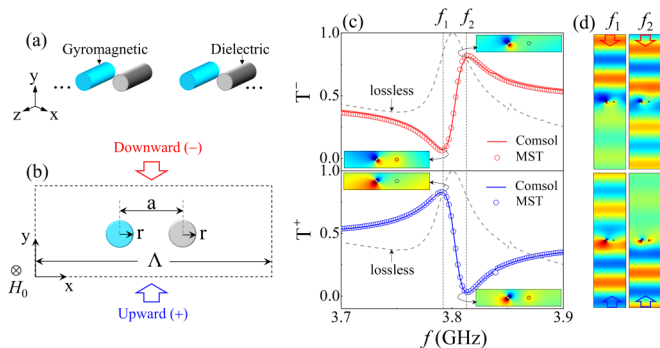 (a)
Gyromagnetic
Dielectric
...
...
y
z
x
(b)
Downward (−)
a
r
r
Λ
y
x
H₀
Upward (+)
(c)
f₁
f₂
1.0
T⁻
0.5
0.0
lossless
Comsol
MST
1.0
T⁺
0.5
0.0
lossless
Comsol
MST
3.7
3.8
3.9
f (GHz)
(d)
f₁
f₂